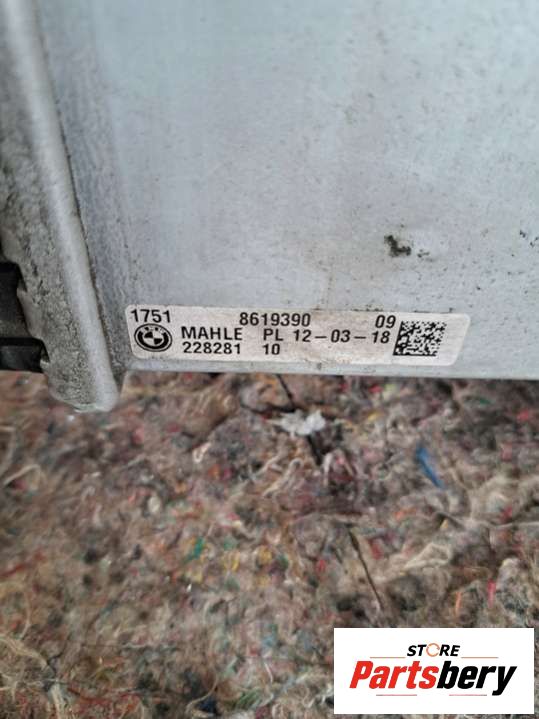 1751 8619390 09
MAHLE PL 12-03-18
228281 10
STORE
Partsbery